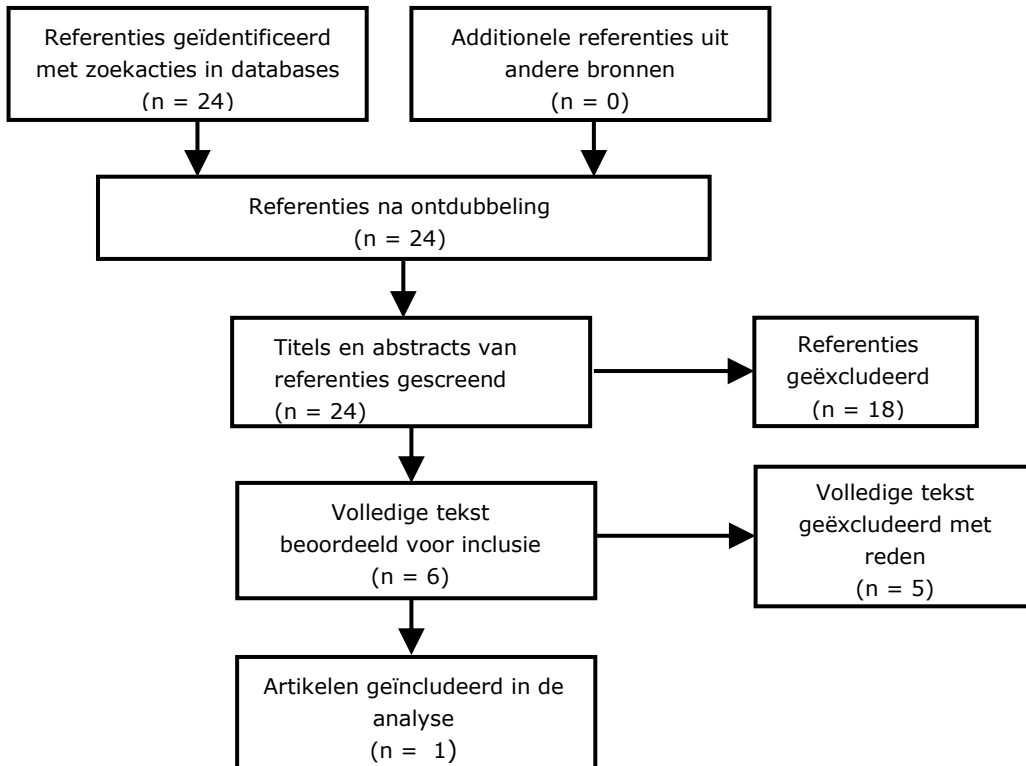 Referenties geïdentificeerd
met zoekacties in databases
(n = 24)
Additionele referenties uit
andere bronnen
(n = 0)
Referenties na ontdubbeling
(n = 24)
Titels en abstracts van
referenties gescreend
(n = 24)
Referenties
geëxcludeerd
(n = 18)
Volledige tekst
beoordeeld voor inclusie
(n = 6)
Volledige tekst
geëxcludeerd met
reden
(n = 5)
Artikelen geïncludeerd in de
analyse
(n = 1)